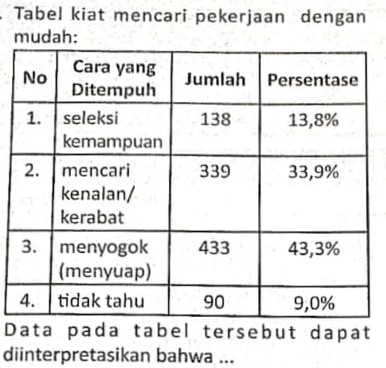 . Tabel kiat mencari pekerjaan dengan
mudah:
No Cara yang Ditempuh Jumlah Persentase
1. seleksi kemampuan 138 13,8%
2. mencari kenalan/ kerabat 339 33,9%
3. menyogok (menyuap) 433 43,3%
4. tidak tahu 90 9,0%
Data pada tabel tersebut dapat
diinterpretasikan bahwa ...